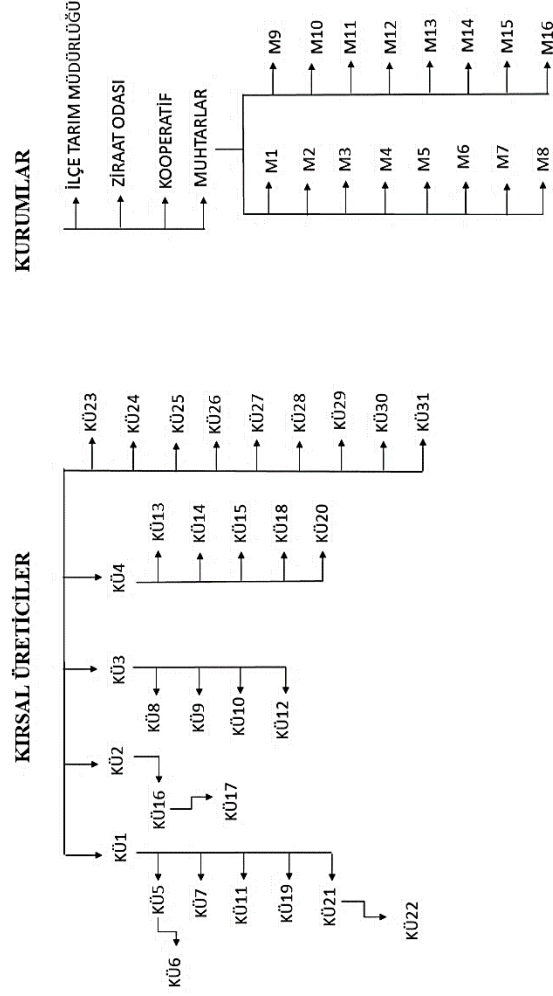 KIRSAL ÜRETİCİLER
KÜ1
KÜ5
KÜ6
KÜ7
KÜ11
KÜ19
KÜ21
KÜ22
KÜ2
KÜ16
KÜ17
KÜ3
KÜ8
KÜ9
KÜ10
KÜ12
KÜ4
KÜ13
KÜ14
KÜ15
KÜ18
KÜ20
KÜ23
KÜ24
KÜ25
KÜ26
KÜ27
KÜ28
KÜ29
KÜ30
KÜ31
KURUMLAR
İLÇE TARIM MÜDÜRLÜĞÜ
ZİRAAT ODASI
KOOPERATİF
MUHTARLAR
M1
M2
M3
M4
M5
M6
M7
M8
M9
M10
M11
M12
M13
M14
M15
M16